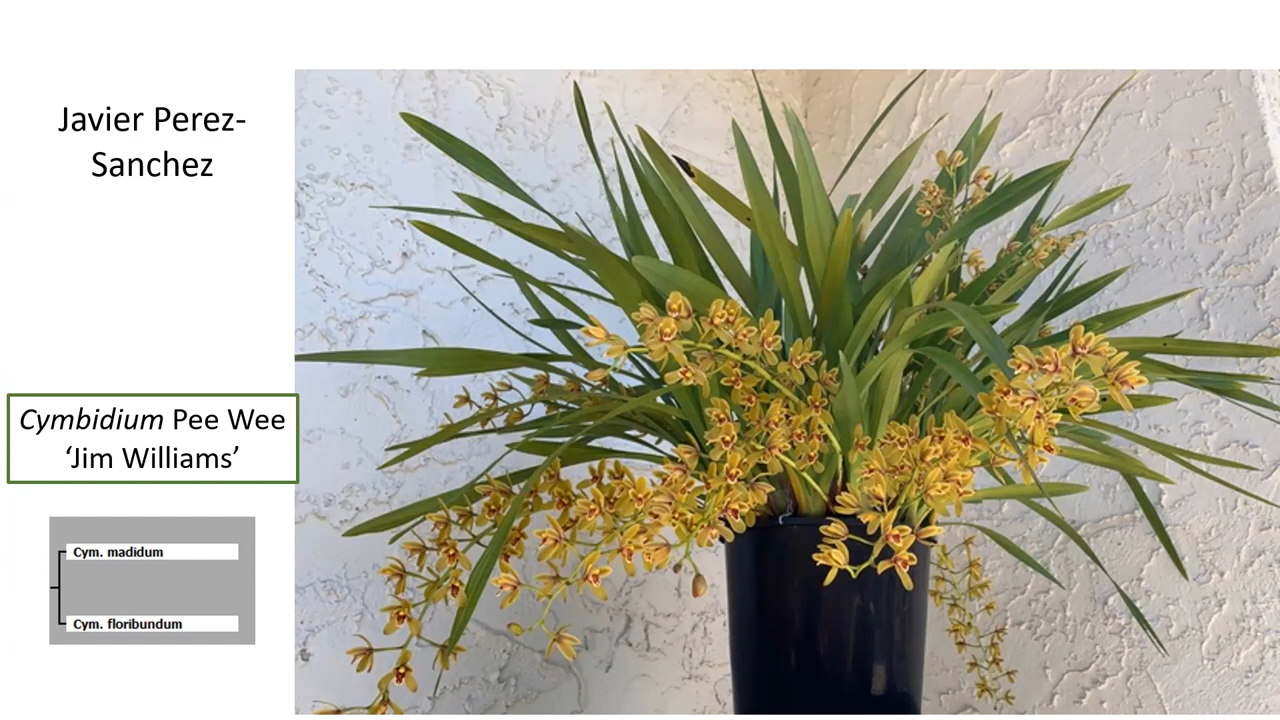 Javier Perez-
Sanchez
Cymbidium Pee Wee
‘Jim Williams’
Cym. madidum
Cym. floribundum